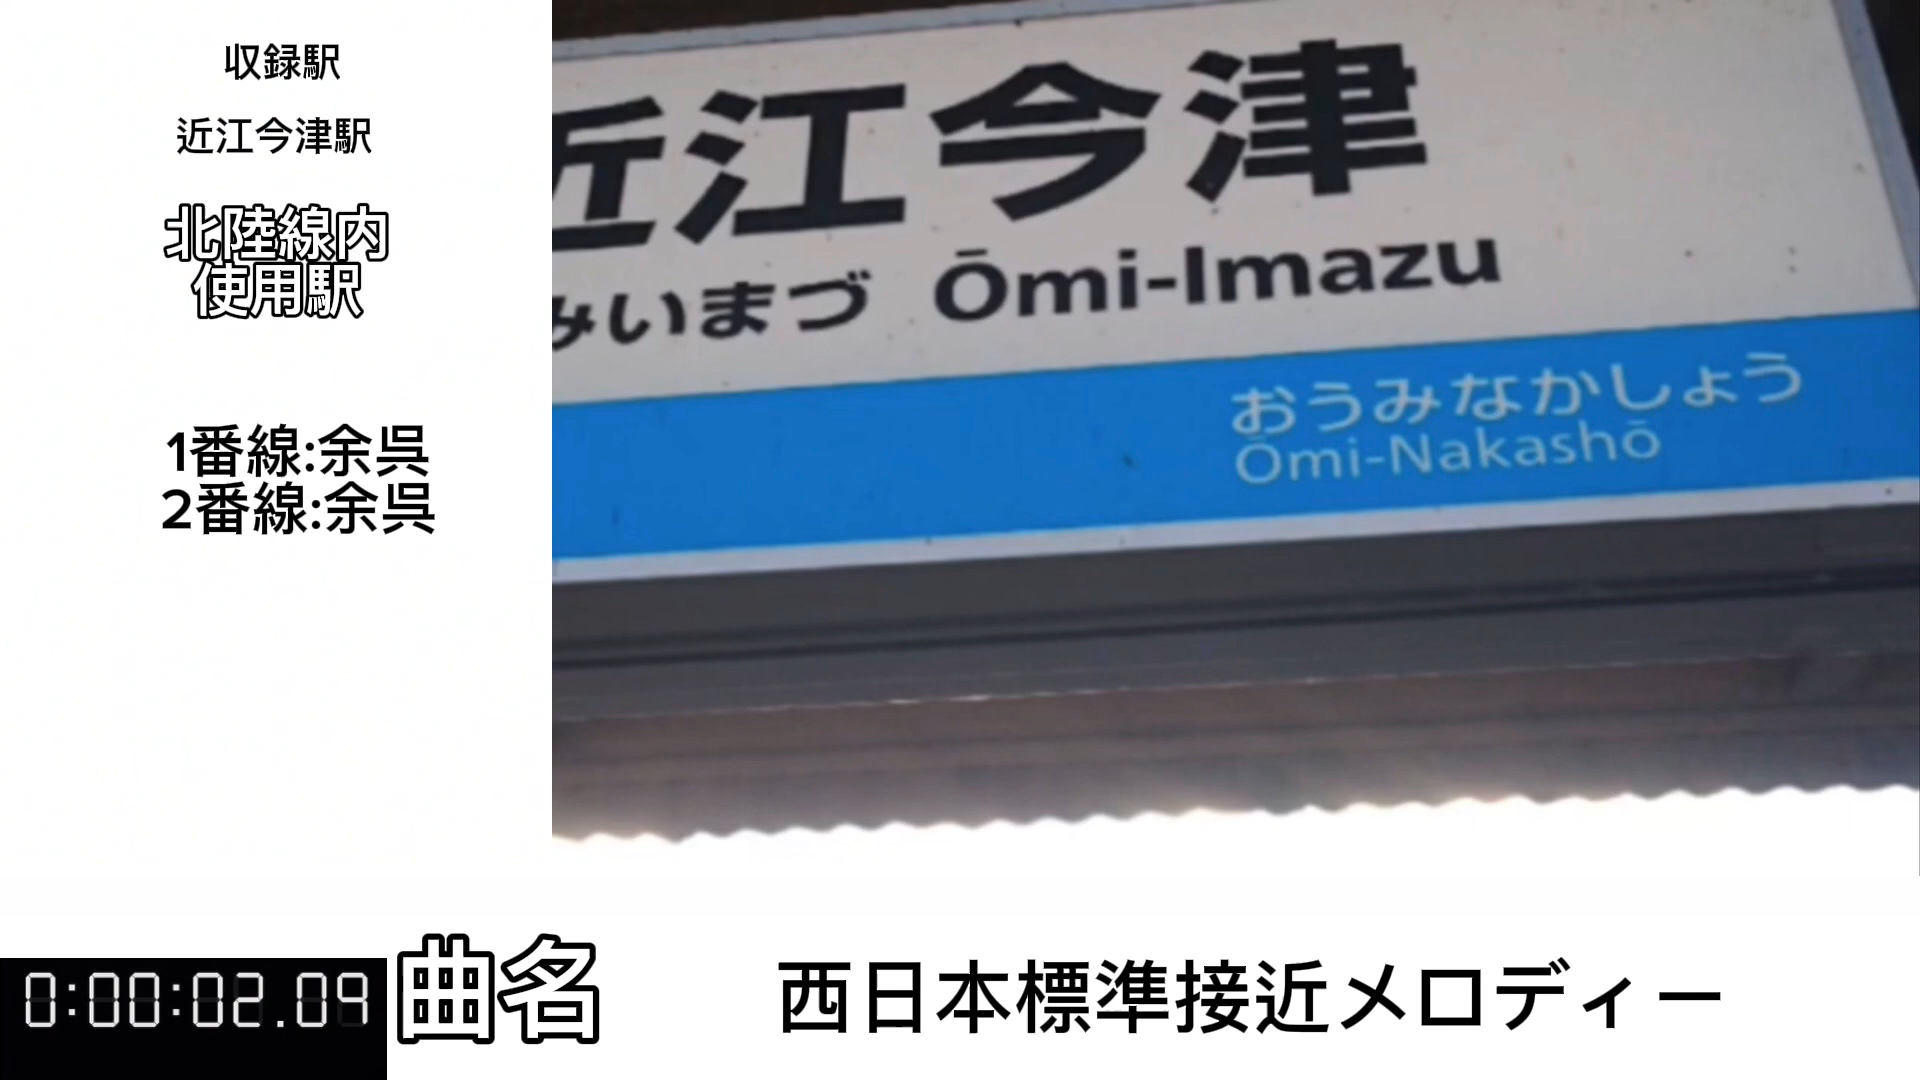 収録駅
近江今津駅
北陸線内
使用駅
1番線:余呉
2番線:余呉
近江今津
みいまづ Ōmi-Imazu
おうみなかしょう
Ōmi-Nakashō
0:00:02.09
曲名
西日本標準接近メロディー